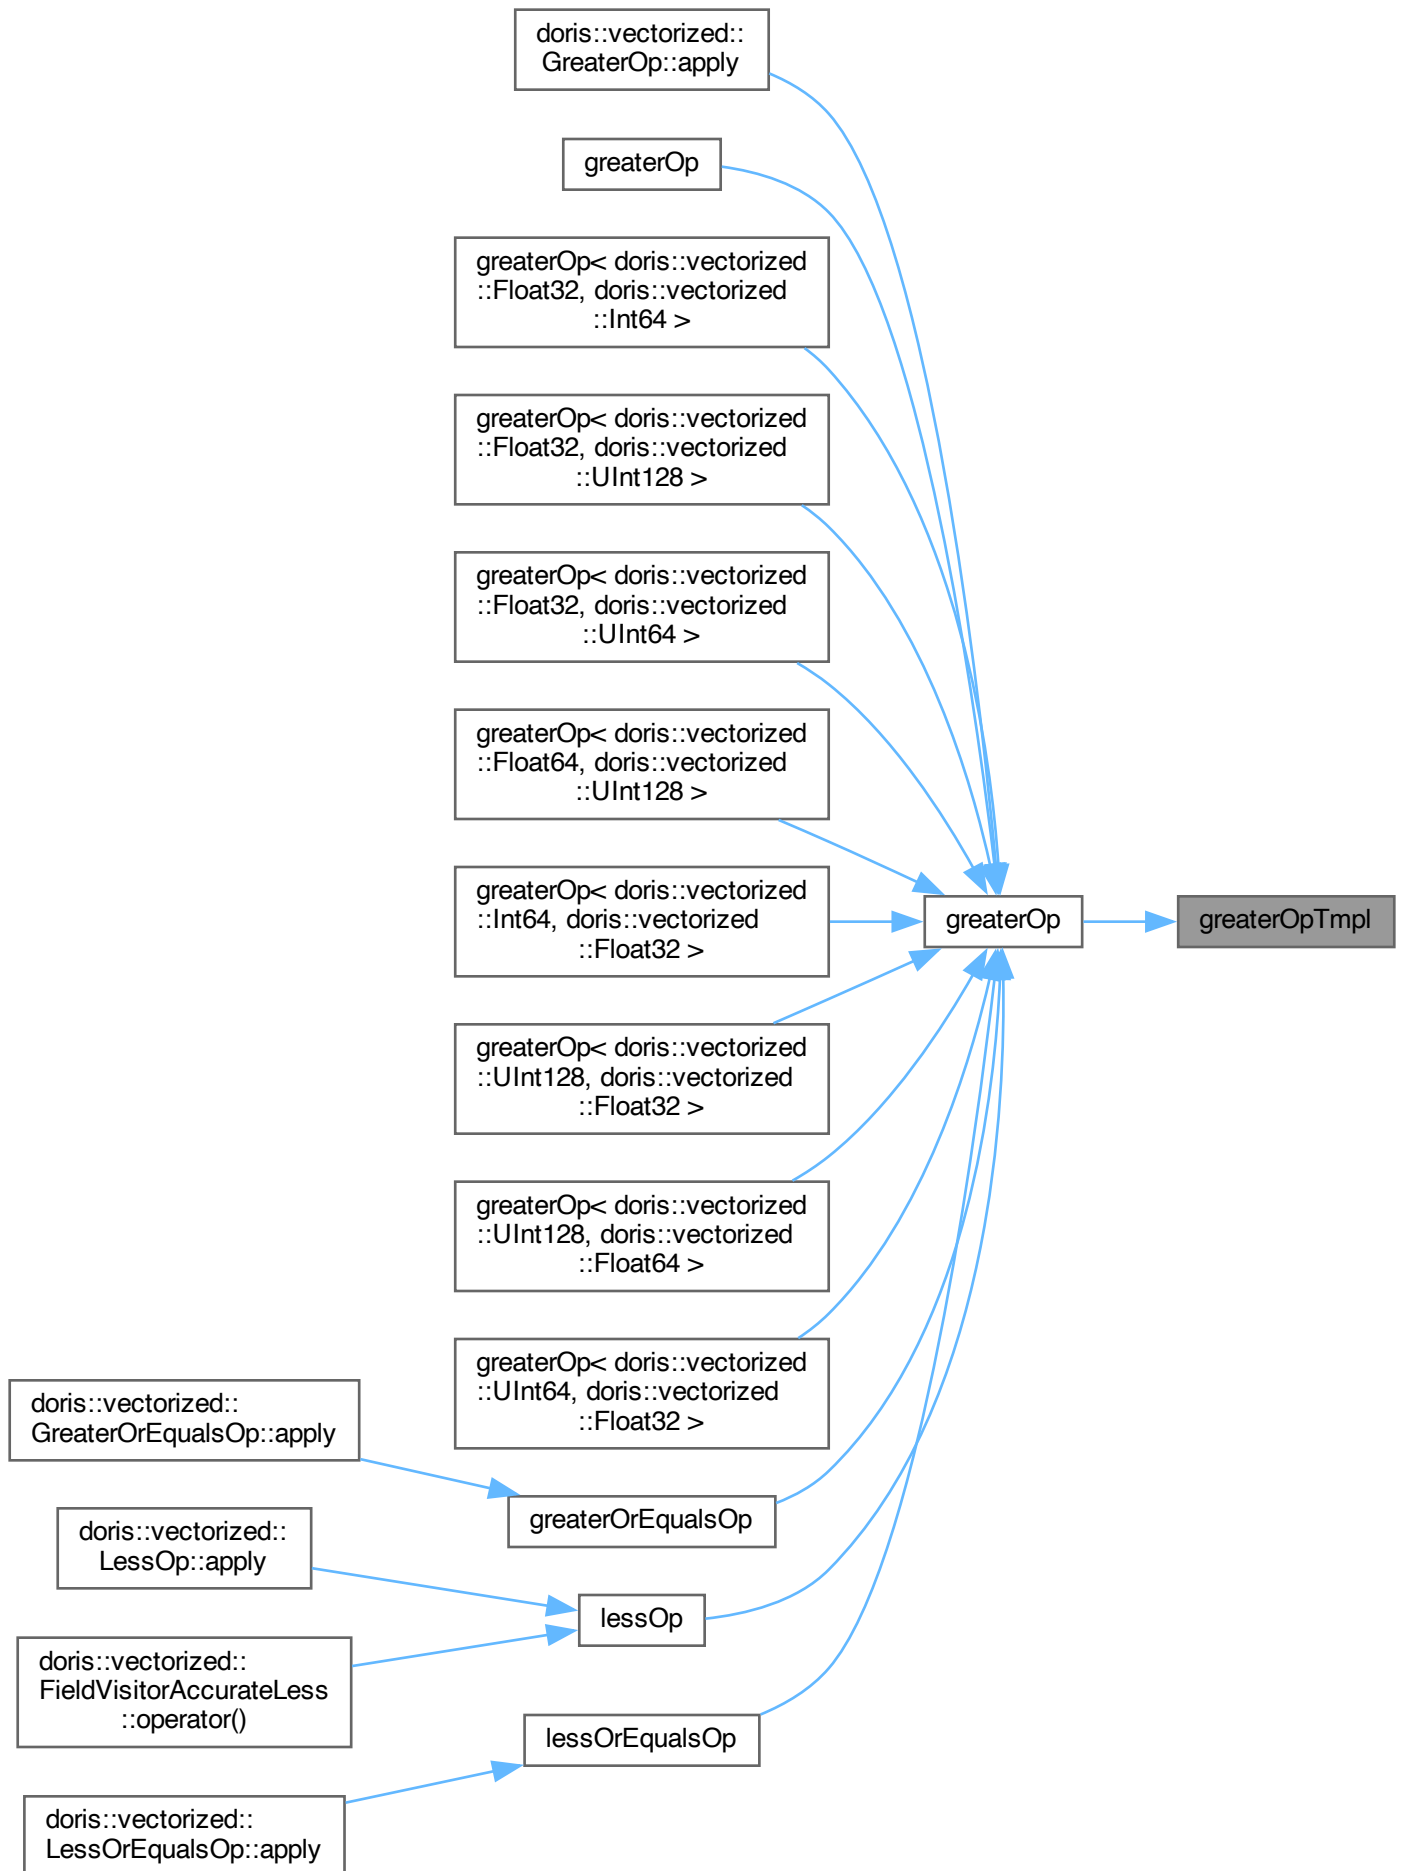 doris::vectorized::
GreaterOp::apply
greaterOp
greaterOp< doris::vectorized
::Float32, doris::vectorized
::Int64 >
greaterOp< doris::vectorized
::Float32, doris::vectorized
::UInt128 >
greaterOp< doris::vectorized
::Float32, doris::vectorized
::UInt64 >
greaterOp< doris::vectorized
::Float64, doris::vectorized
::UInt128 >
greaterOp< doris::vectorized
::Int64, doris::vectorized
::Float32 >
greaterOp
greaterOpTmpl
greaterOp< doris::vectorized
::UInt128, doris::vectorized
::Float32 >
greaterOp< doris::vectorized
::UInt128, doris::vectorized
::Float64 >
greaterOp< doris::vectorized
::UInt64, doris::vectorized
::Float32 >
doris::vectorized::
GreaterOrEqualsOp::apply
greaterOrEqualsOp
doris::vectorized::
LessOp::apply
lessOp
doris::vectorized::
FieldVisitorAccurateLess
::operator()
lessOrEqualsOp
doris::vectorized::
LessOrEqualsOp::apply